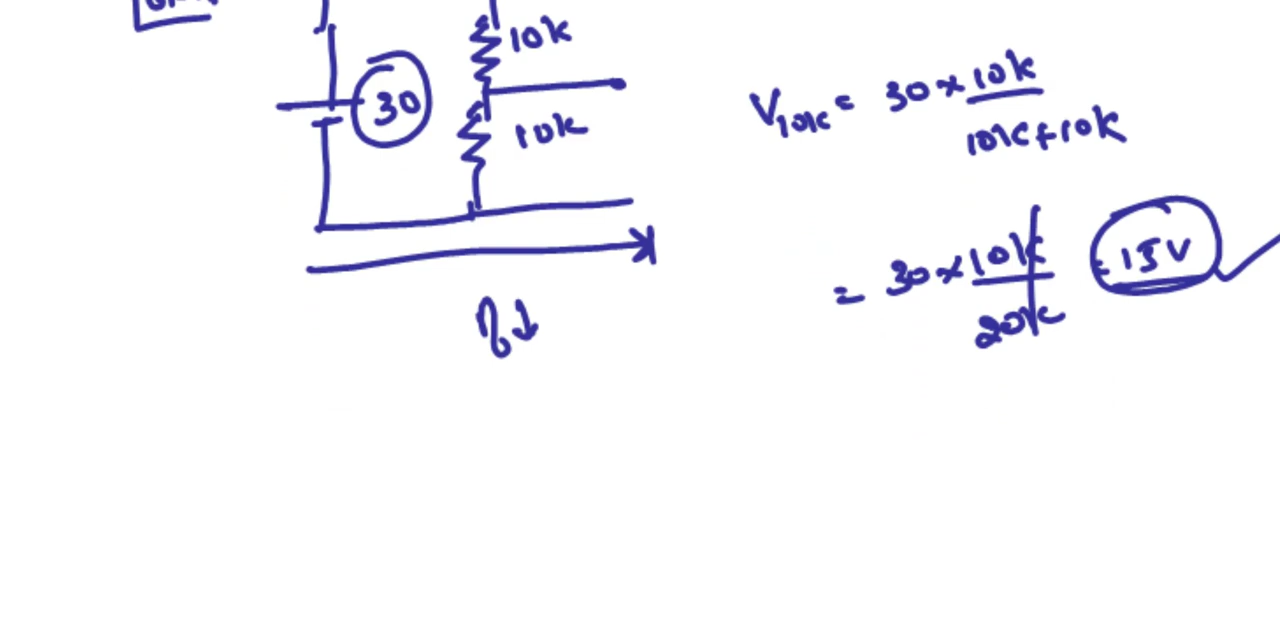 10k
30
10k
V10k = 30 × 10k / 10k + 10k
= 30 × 10k / 20k = 15V
η↓